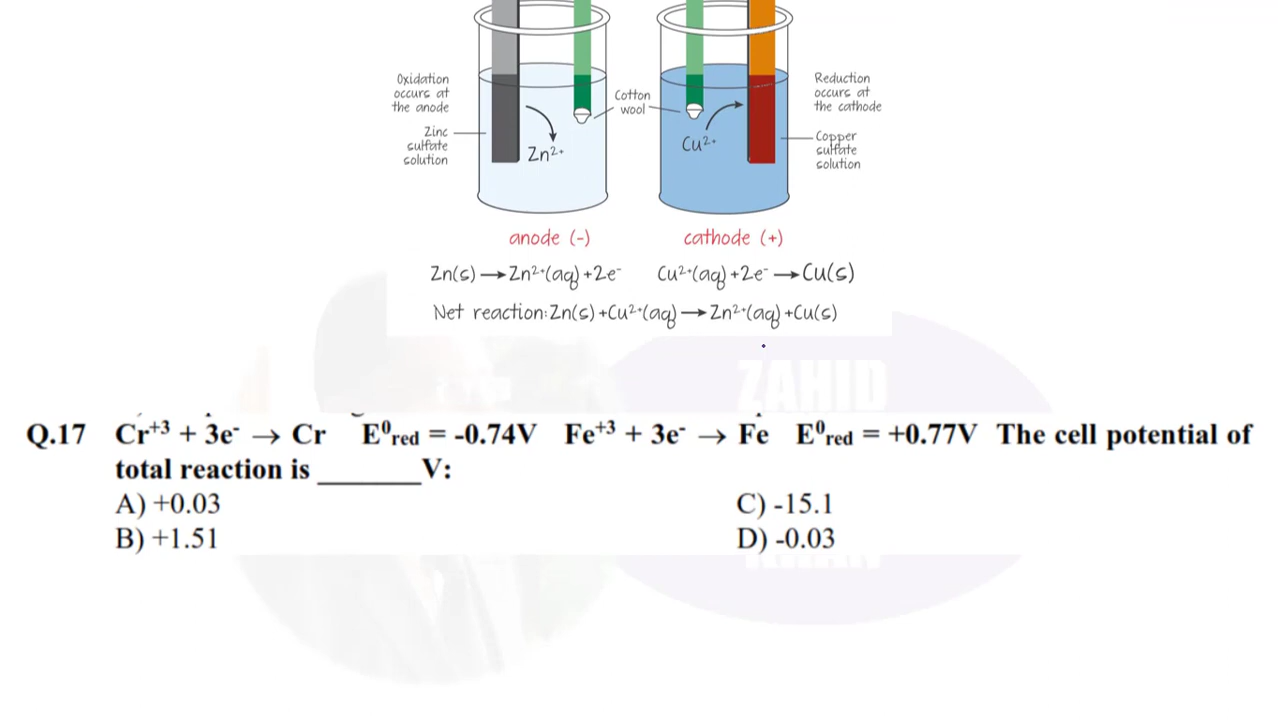 Oxidation
occurs at
the anode
Zinc
sulfate
solution
Zn²⁺
Cotton
wool
Cu²⁺
Reduction
occurs at
the cathode
Copper
sulfate
solution
anode (-)
cathode (+)
Zn(s)→Zn²⁺(aq)+2e⁻
Cu²⁺(aq)+2e⁻→Cu(s)
Net reaction:Zn(s)+Cu²⁺(aq)→Zn²⁺(aq)+Cu(s)
ZAHID
Q.17 Cr⁺³ + 3e⁻ → Cr E⁰red = -0.74V Fe⁺³ + 3e⁻ → Fe E⁰red = +0.77V The cell potential of
total reaction is _______V:
A) +0.03
C) -15.1
B) +1.51
D) -0.03